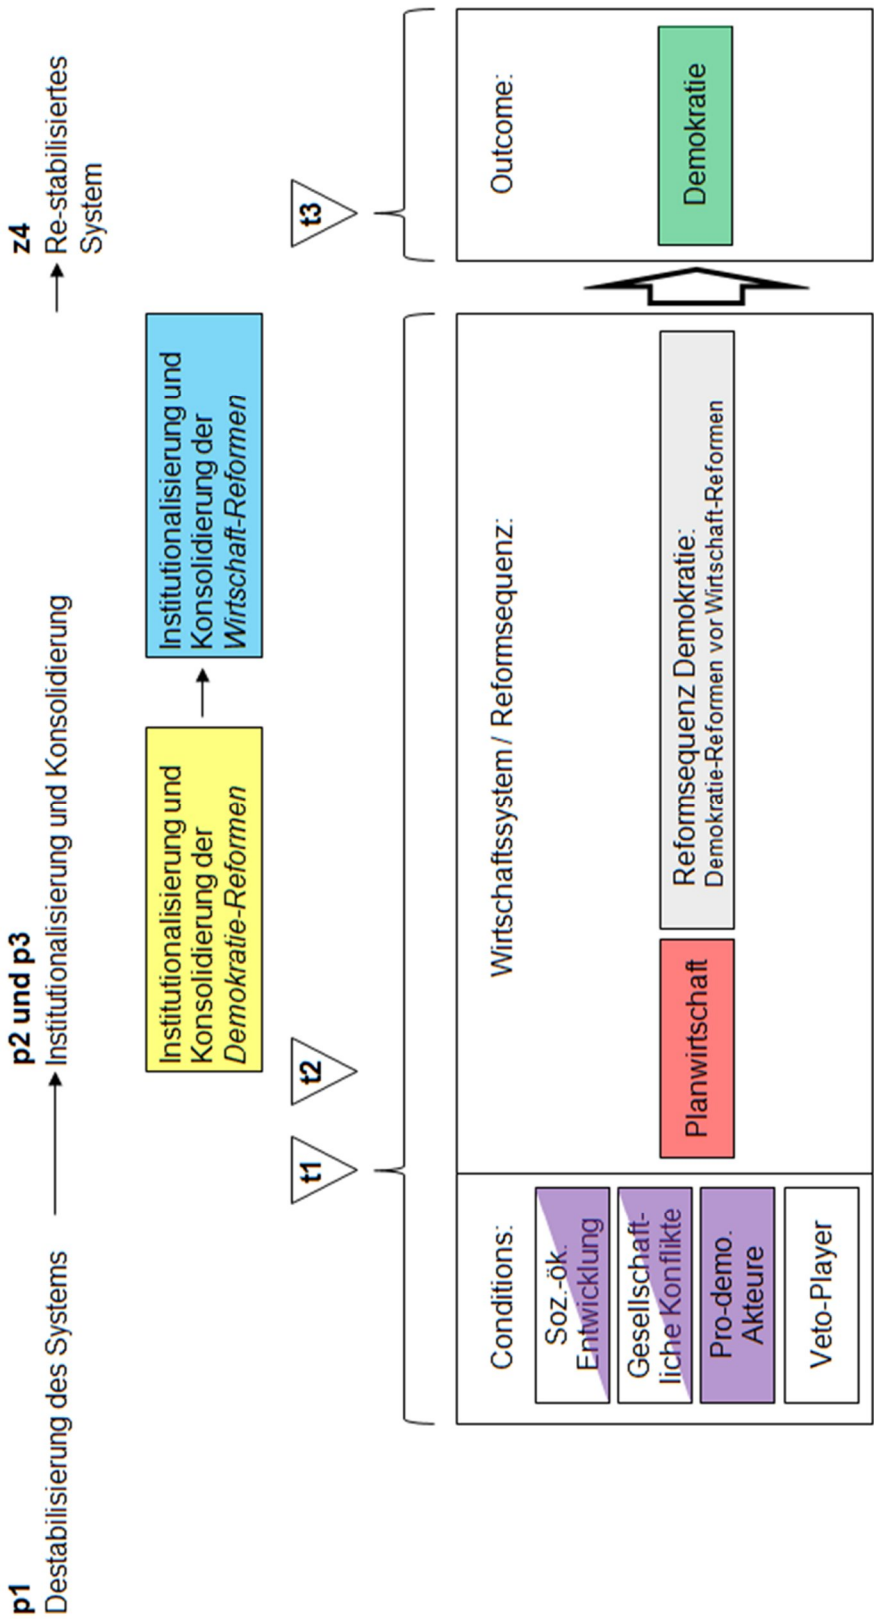 p1
Destabilisierung des Systems
p2 und p3
Institutionalisierung und Konsolidierung
z4
Re-stabilisiertes
System
Institutionalisierung und
Konsolidierung der
Demokratie-Reformen
Institutionalisierung und
Konsolidierung der
Wirtschaft-Reformen
t1
t2
t3
Conditions:
Soz.-ök.
Entwicklung
Gesellschaft-
liche Konflikte
Pro-demo.
Akteure
Veto-Player
Wirtschaftssystem / Reformsequenz:
Planwirtschaft
Reformsequenz Demokratie:
Demokratie-Reformen vor Wirtschaft-Reformen
Outcome:
Demokratie